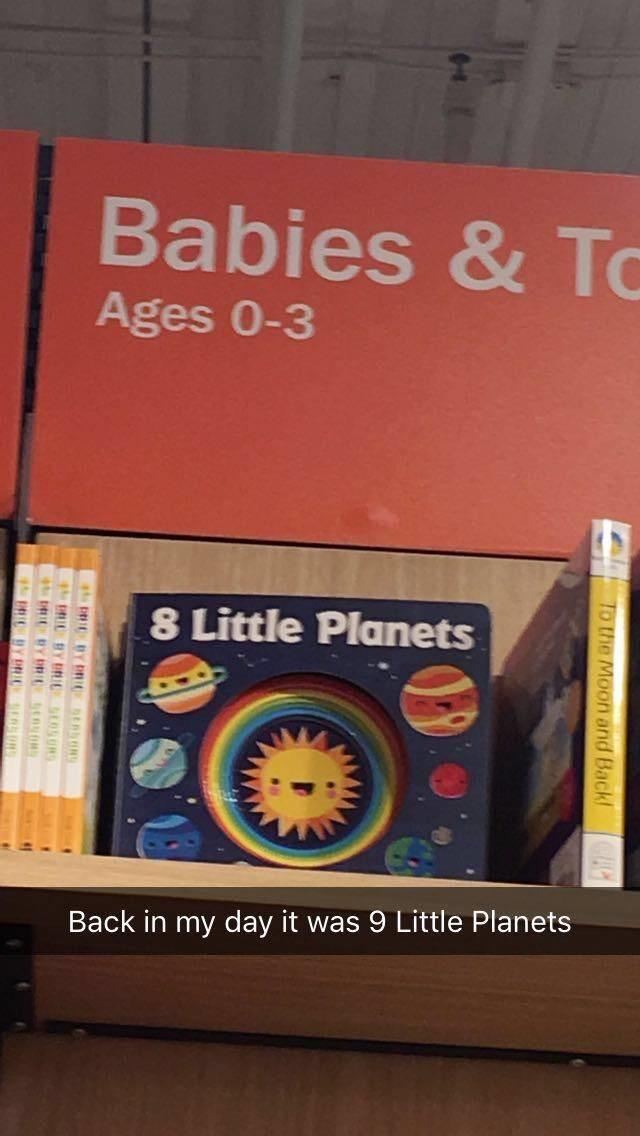 Babies & To
Ages 0-3
8 Little Planets
To the Moon and Back!
Back in my day it was 9 Little Planets